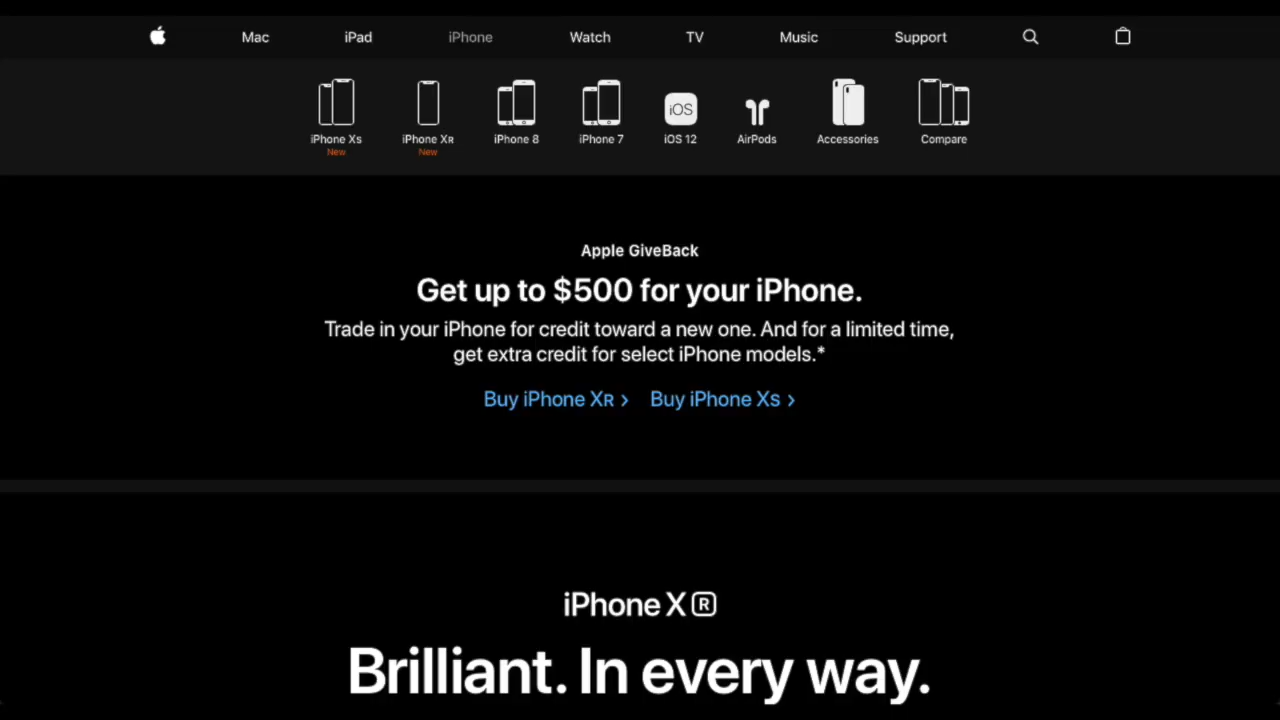 Mac iPad iPhone Watch TV Music Support
iPhone Xs iPhone XR iPhone 8 iPhone 7 iOS iOS 12 AirPods Accessories Compare
New New
Apple GiveBack
Get up to $500 for your iPhone.
Trade in your iPhone for credit toward a new one. And for a limited time,
get extra credit for select iPhone models.*
Buy iPhone XR > Buy iPhone Xs >
iPhone X R
Brilliant. In every way.